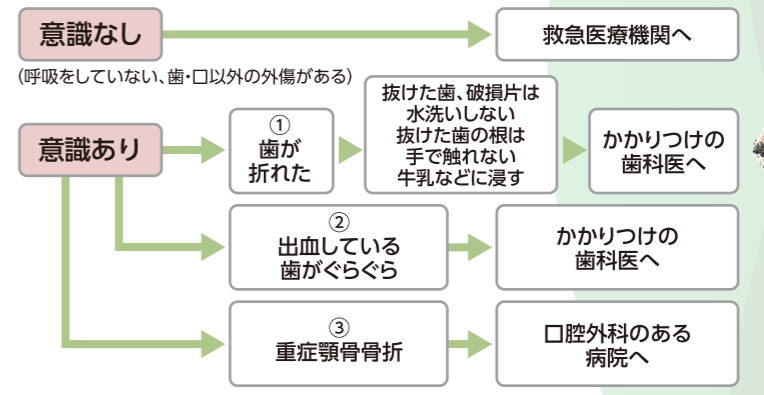 意識なし
救急医療機関へ
(呼吸をしていない、歯・口以外の外傷がある)
意識あり
①
歯が
折れた
抜けた歯、破損片は
水洗いしない
抜けた歯の根は
手で触れない
牛乳などに浸す
かかりつけの
歯科医へ
②
出血している
歯がぐらぐら
かかりつけの
歯科医へ
③
重症顎骨骨折
口腔外科のある
病院へ